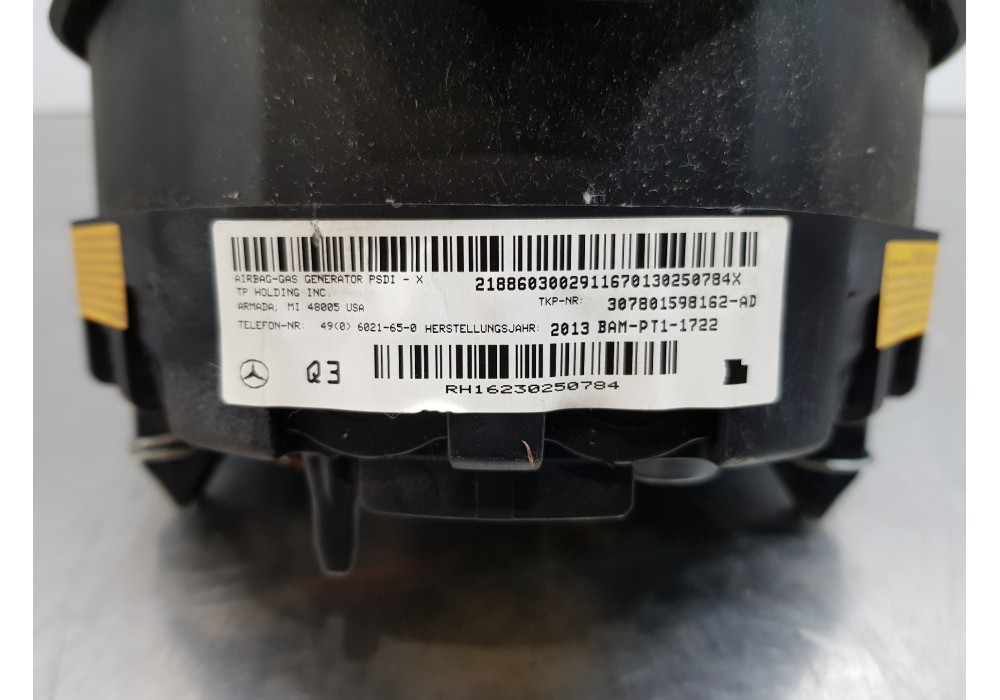 AIRBAG-GAS GENERATOR PSDI - X 2188603002911670130250784X
TP HOLDING INC. TKP-NR: 307801598162-AD
ARMADA; MI 48005 USA
TELEFON-NR: 49(0) 6021-65-0 HERSTELLUNGSJAHR: 2013 BAM-PT1-1722
Q3
RH16230250784